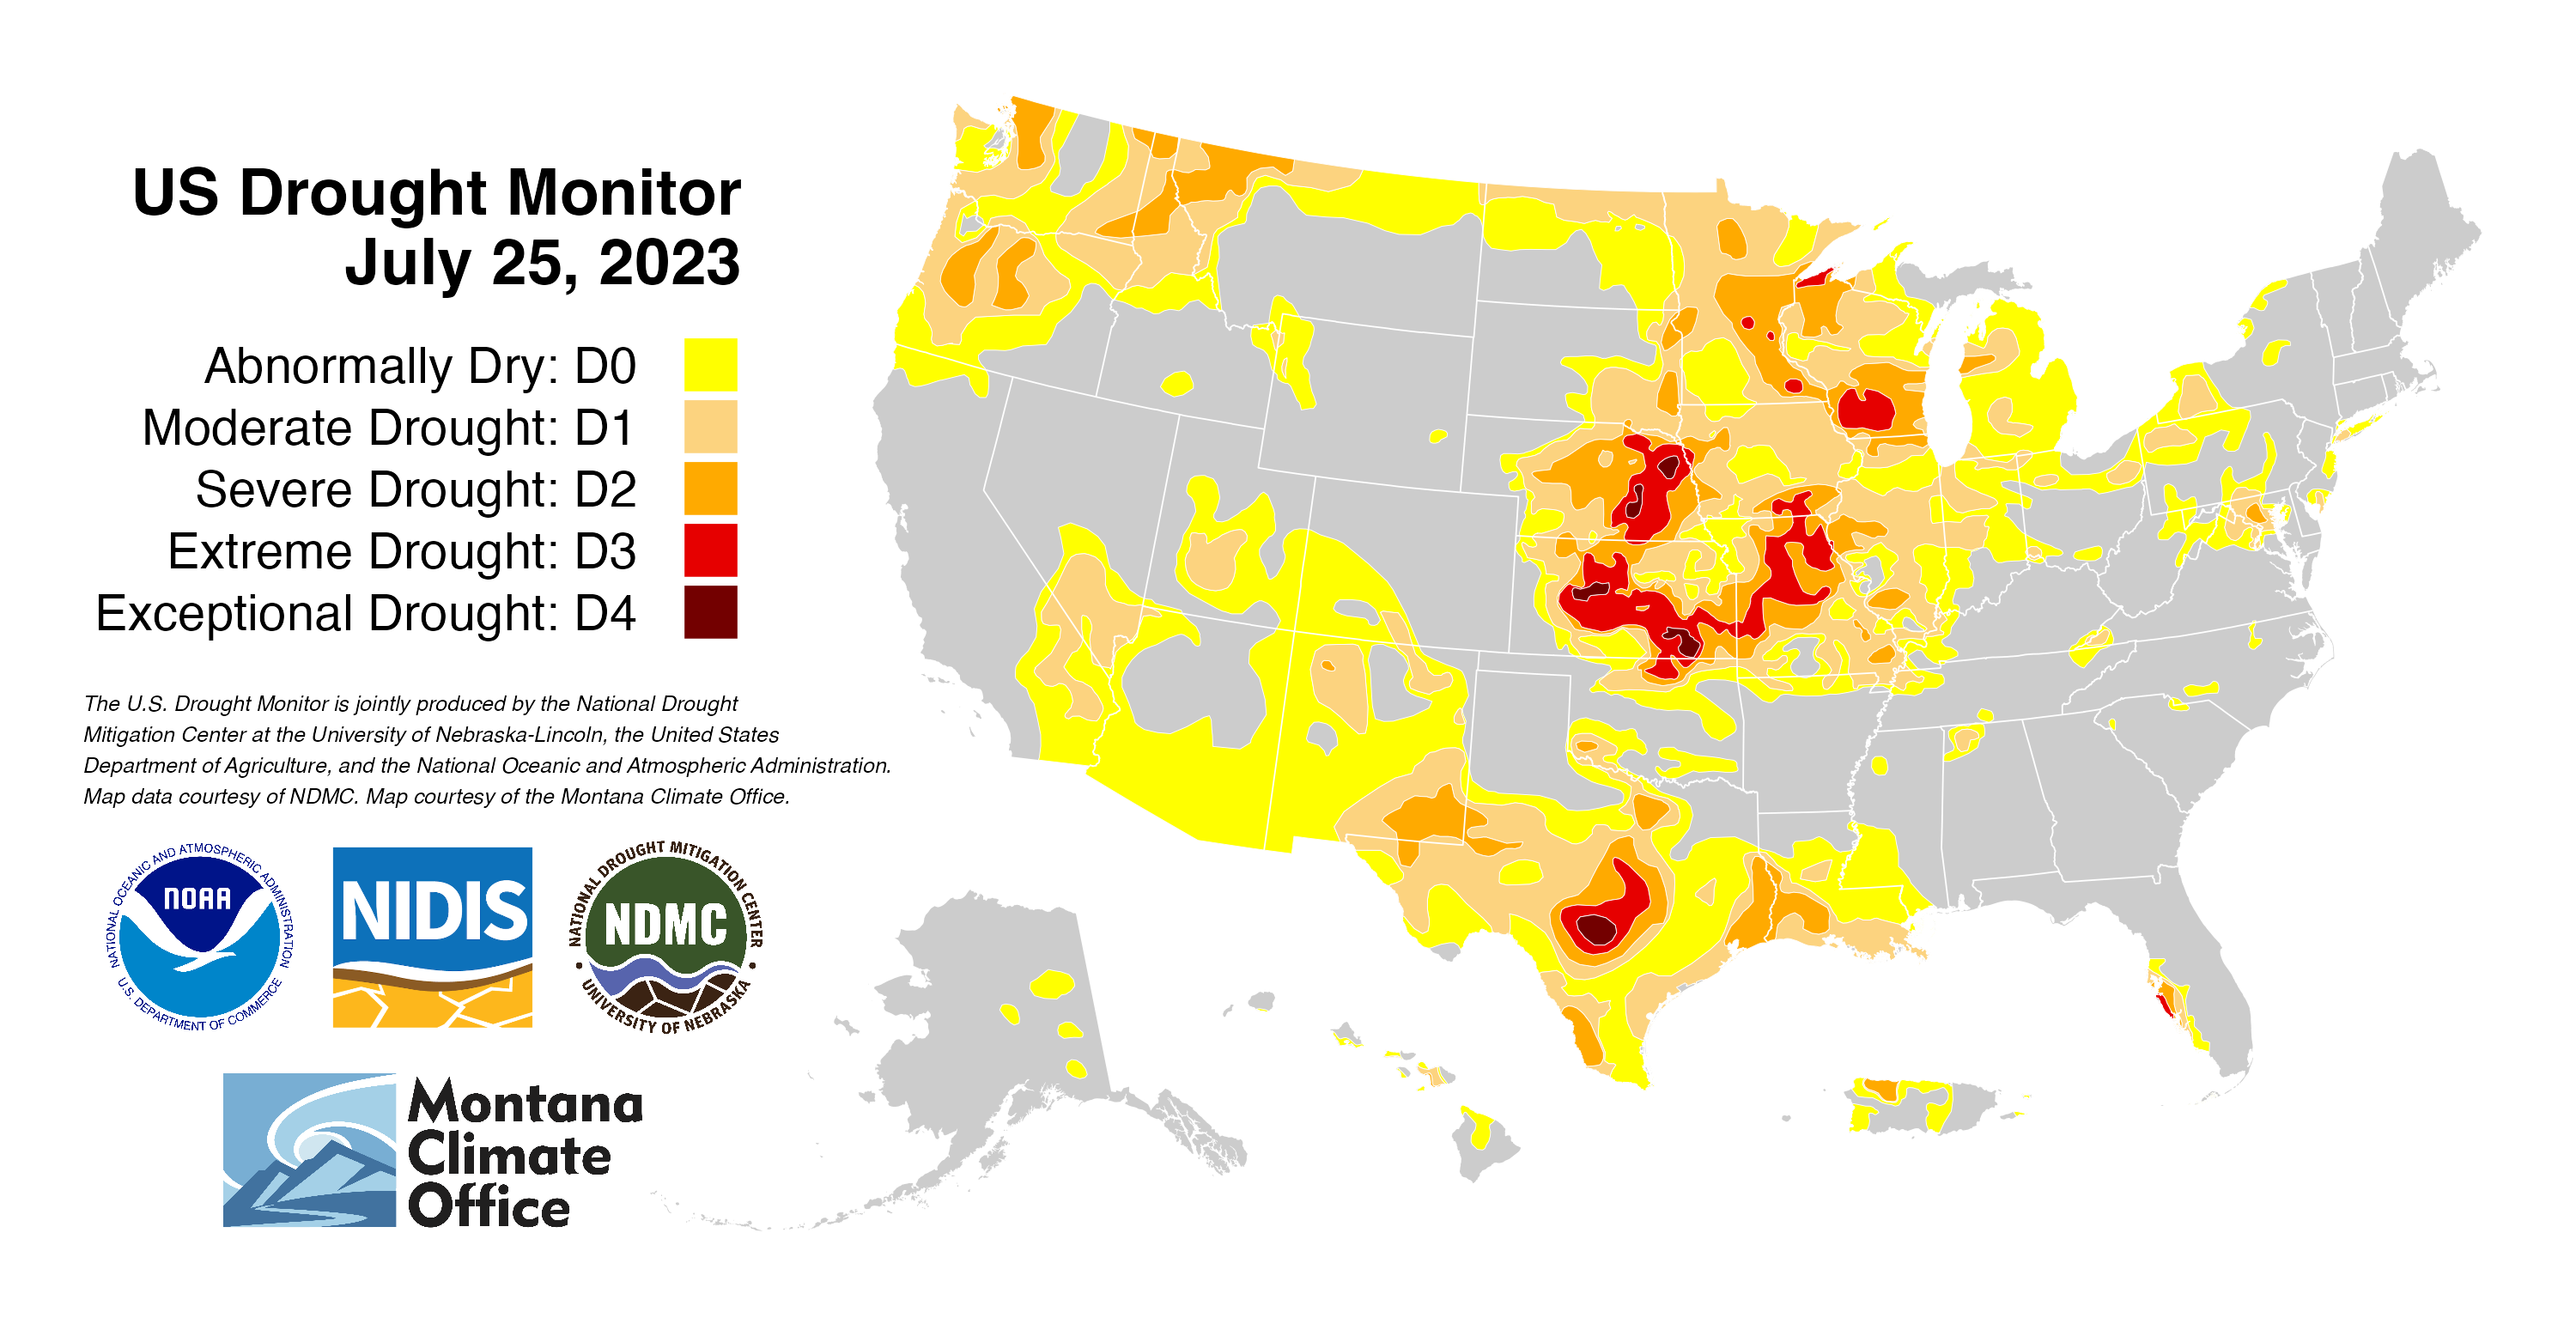 US Drought Monitor
July 25, 2023
Abnormally Dry: D0
Moderate Drought: D1
Severe Drought: D2
Extreme Drought: D3
Exceptional Drought: D4
The U.S. Drought Monitor is jointly produced by the National Drought
Mitigation Center at the University of Nebraska-Lincoln, the United States
Department of Agriculture, and the National Oceanic and Atmospheric Administration.
Map data courtesy of NDMC. Map courtesy of the Montana Climate Office.
NATIONAL OCEANIC AND ATMOSPHERIC ADMINISTRATION
NOAA
U.S. DEPARTMENT OF COMMERCE
NIDIS
NATIONAL DROUGHT MITIGATION CENTER
NDMC
UNIVERSITY OF NEBRASKA
Montana
Climate
Office